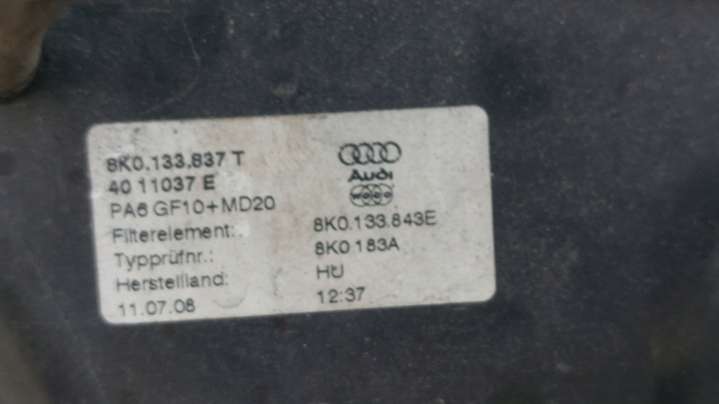 8K0.133.837 T
40 11037 E
PA6 GF10+MD20
Audi
Filterelement: 8K0.133.843E
Typprüfnr.: 8K0 183A
Herstellland: HU
11.07.08 12:37